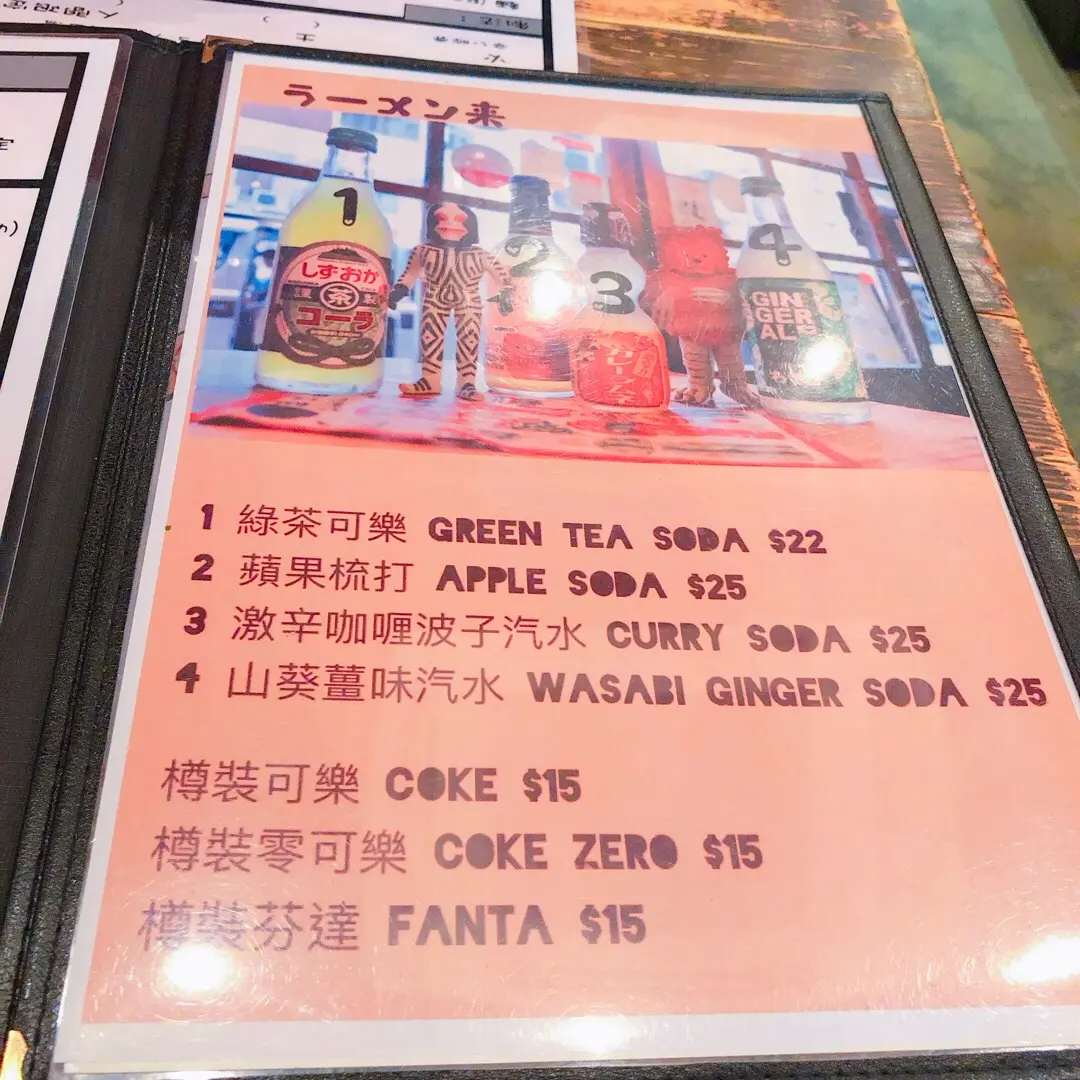 ラーメン来
1
2
3
4
しずおか
謹 茶 製
コーラ
GIN
GER
ALE
1 綠茶可樂 GREEN TEA SODA $22
2 蘋果梳打 APPLE SODA $25
3 激辛咖喱波子汽水 CURRY SODA $25
4 山葵薑味汽水 WASABI GINGER SODA $25
樽裝可樂 COKE $15
樽裝零可樂 COKE ZERO $15
樽裝芬達 FANTA $15